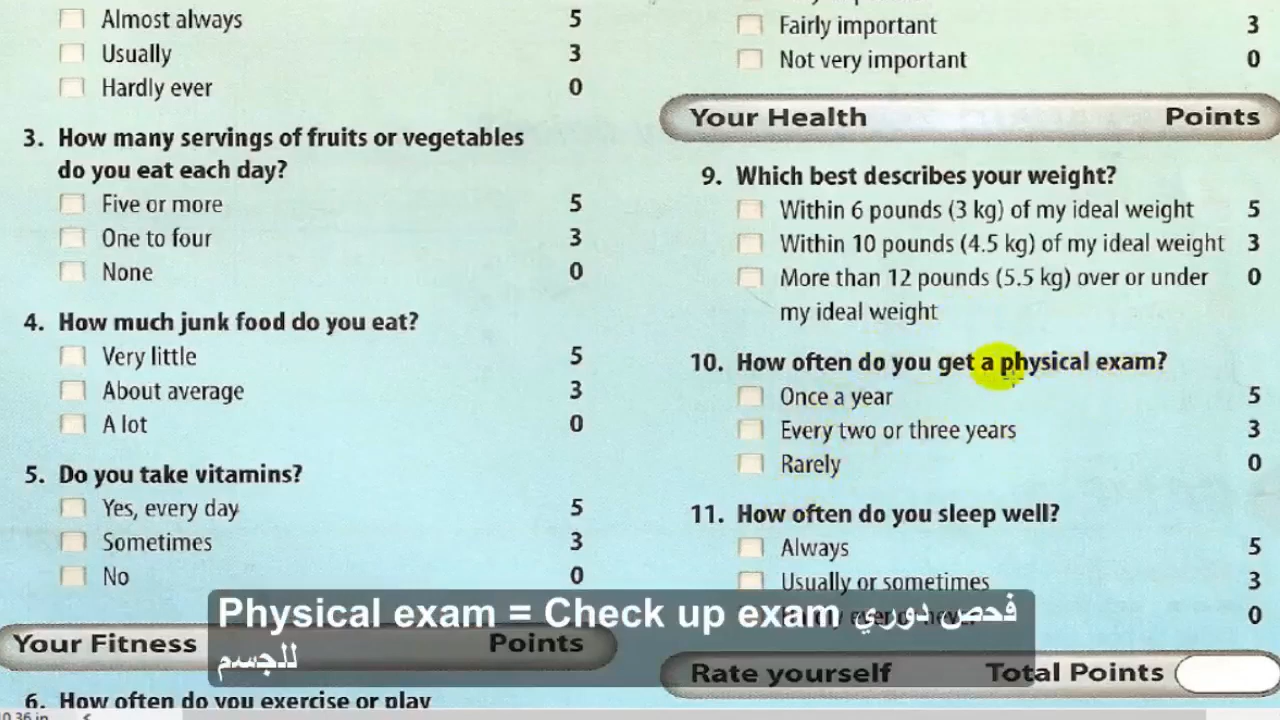 Almost always 5
Usually 3
Hardly ever 0
3. How many servings of fruits or vegetables
do you eat each day?
Five or more 5
One to four 3
None 0
4. How much junk food do you eat?
Very little 5
About average 3
A lot 0
5. Do you take vitamins?
Yes, every day 5
Sometimes 3
No 0
Your Fitness Points
6. How often do you exercise or play
Fairly important 3
Not very important 0
Your Health Points
9. Which best describes your weight?
Within 6 pounds (3 kg) of my ideal weight 5
Within 10 pounds (4.5 kg) of my ideal weight 3
More than 12 pounds (5.5 kg) over or under 0
my ideal weight
10. How often do you get a physical exam?
Once a year 5
Every two or three years 3
Rarely 0
11. How often do you sleep well?
Always 5
Usually or sometimes 3
0
Rate yourself Total Points
Physical exam = Check up exam فحص دوري
للجسم